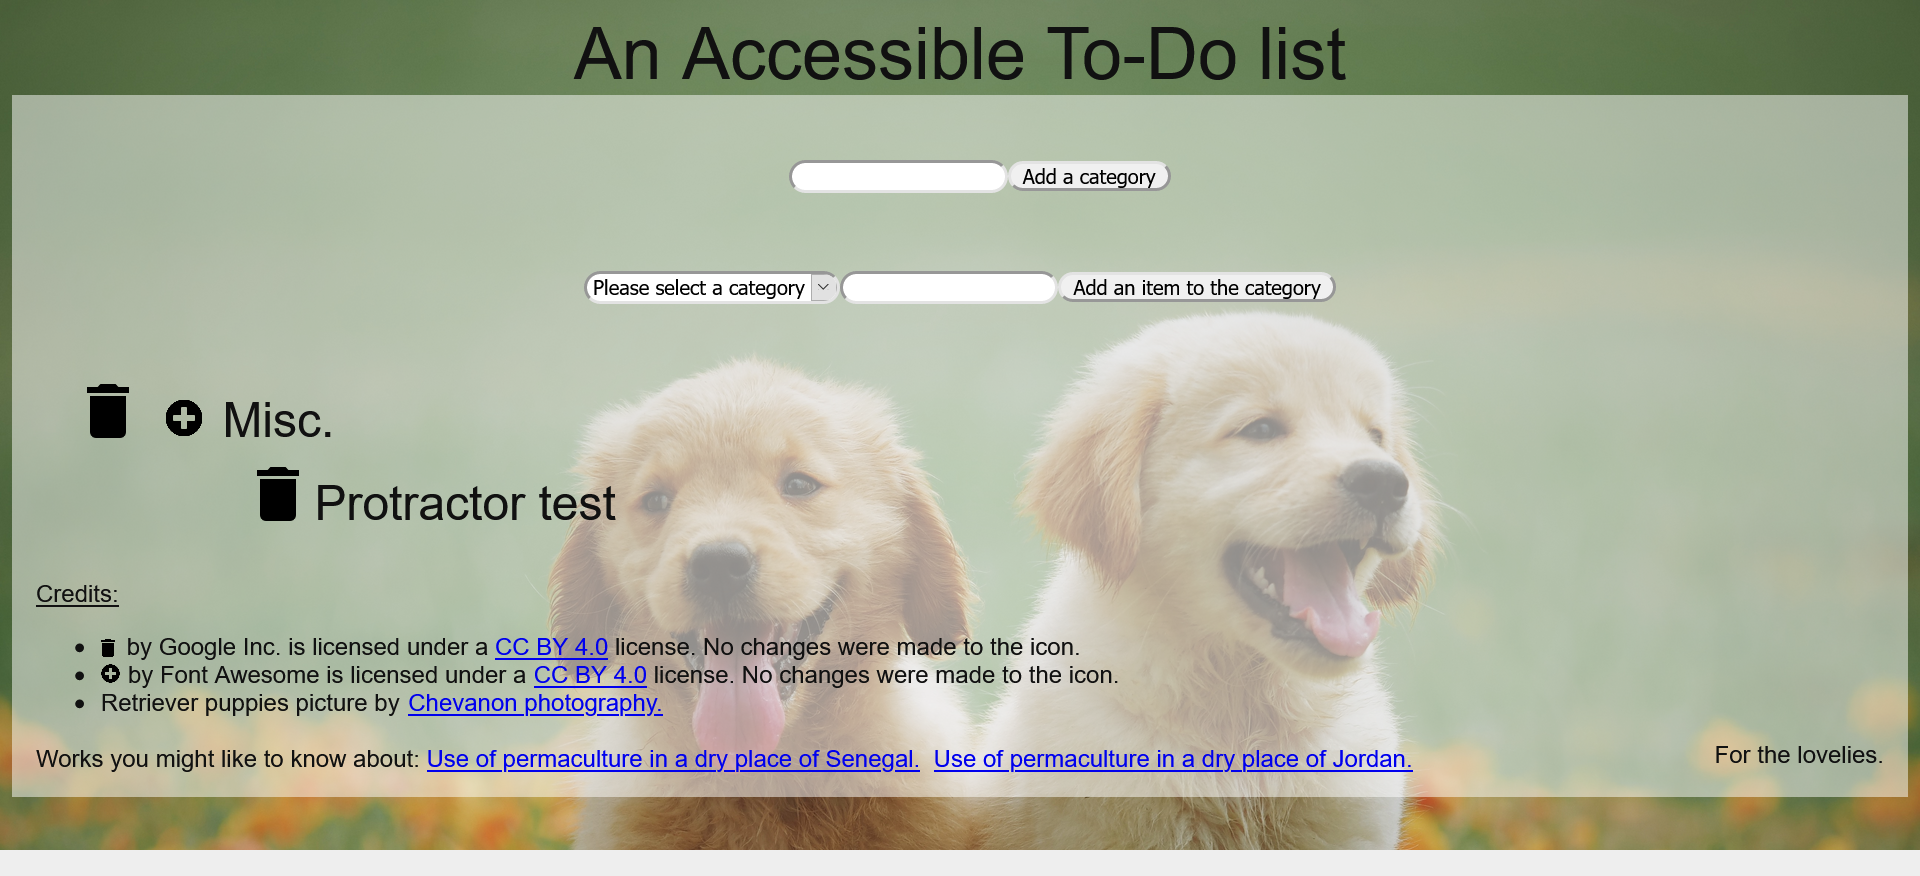 An Accessible To-Do list
Add a category
Please select a category Add an item to the category
Misc.
Protractor test
Credits:
by Google Inc. is licensed under a CC BY 4.0 license. No changes were made to the icon.
by Font Awesome is licensed under a CC BY 4.0 license. No changes were made to the icon.
Retriever puppies picture by Chevanon photography.
Works you might like to know about: Use of permaculture in a dry place of Senegal. Use of permaculture in a dry place of Jordan. For the lovelies.